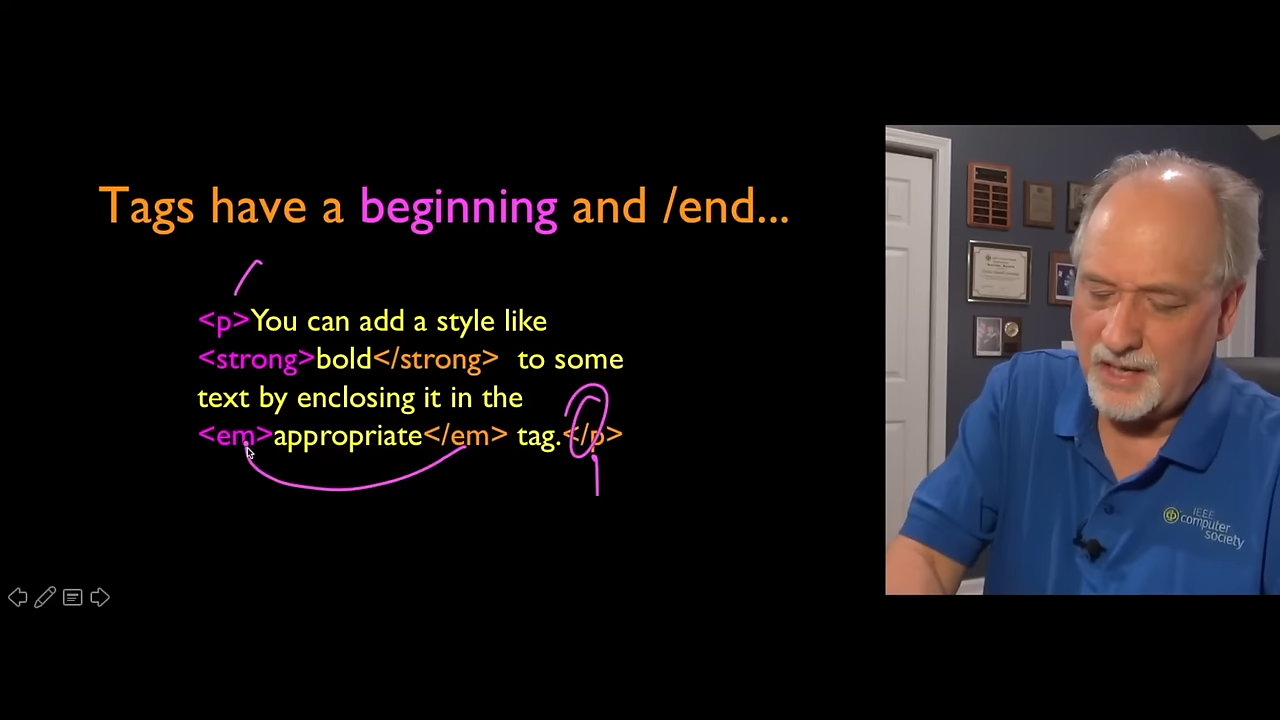 Tags have a beginning and /end...
<p>You can add a style like
<strong>bold</strong> to some
text by enclosing it in the
<em>appropriate</em> tag.</p>
IEEE
computer
society